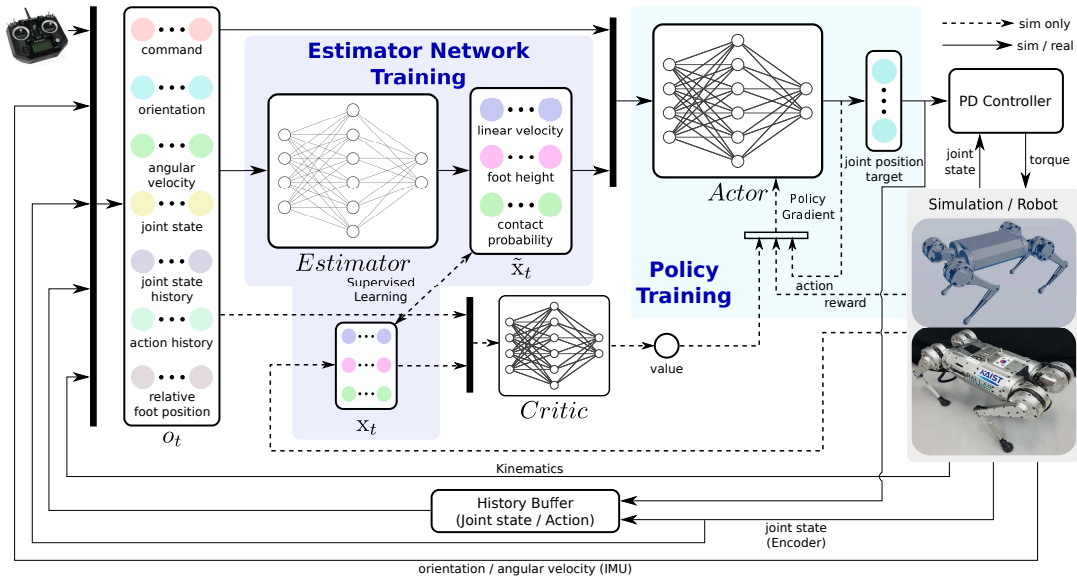 sim only
sim / real
command
orientation
angular
velocity
joint state
joint state
history
action history
relative
foot position
o_t
Estimator Network
Training
Estimator
linear velocity
foot height
contact
probability
x̃_t
Supervised
Learning
x_t
Critic
value
Actor
Policy
Gradient
action
reward
Policy
Training
joint position
target
PD Controller
joint
state
torque
Simulation / Robot
KAIST
Kinematics
History Buffer
(Joint state / Action)
joint state
(Encoder)
orientation / angular velocity (IMU)